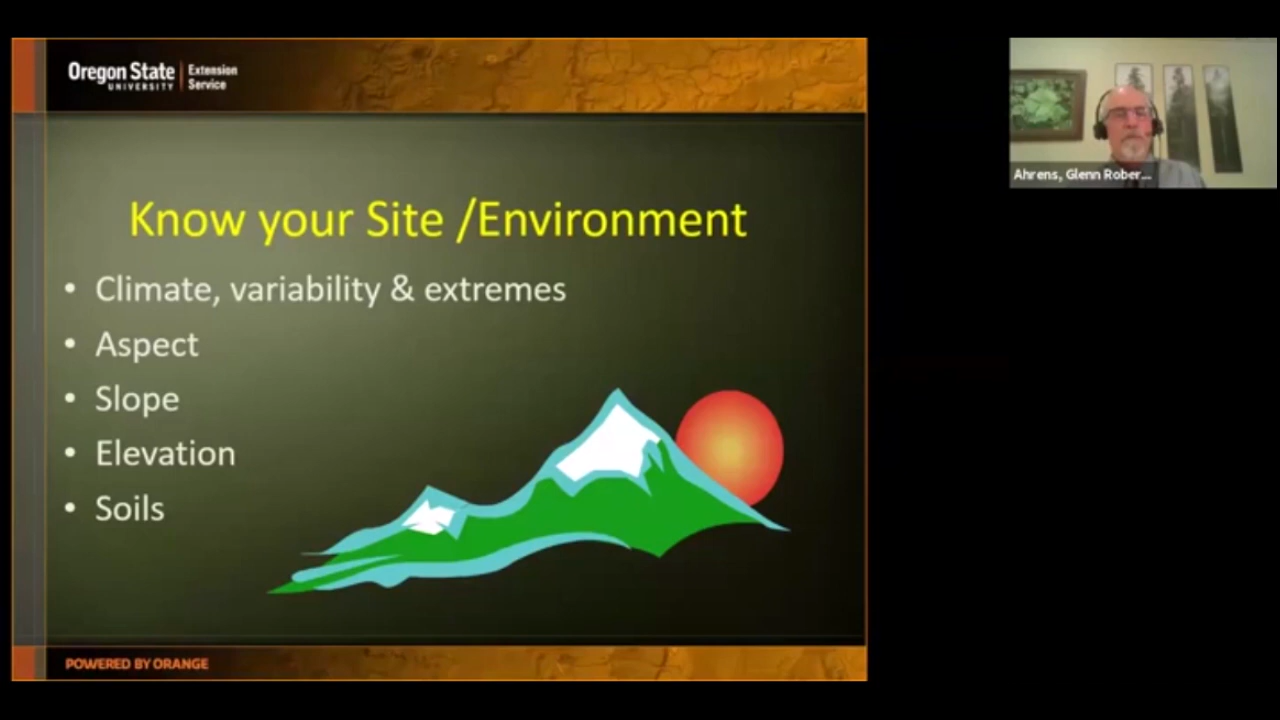 Oregon State
UNIVERSITY
Extension
Service
Know your Site /Environment
• Climate, variability & extremes
• Aspect
• Slope
• Elevation
• Soils
POWERED BY ORANGE
Ahrens, Glenn Rober...